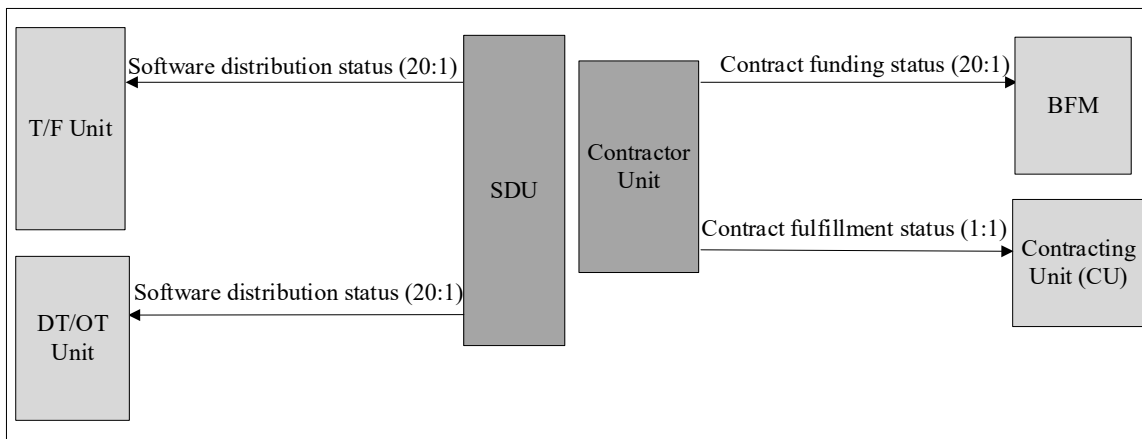 Software distribution status (20:1)
T/F Unit
SDU
Software distribution status (20:1)
DT/OT
Unit
Contractor
Unit
Contract funding status (20:1)
BFM
Contract fulfillment status (1:1)
Contracting
Unit (CU)